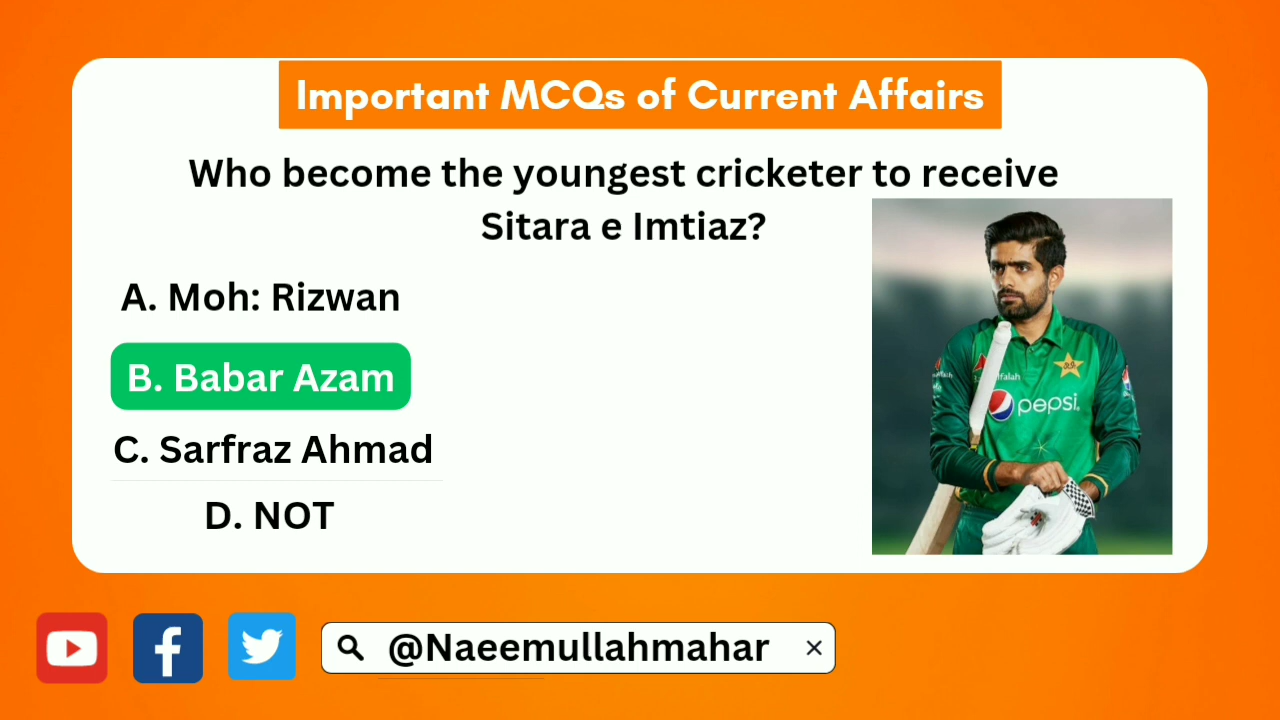 Important MCQs of Current Affairs
Who become the youngest cricketer to receive
Sitara e Imtiaz?
A. Moh: Rizwan
B. Babar Azam
C. Sarfraz Ahmad
D. NOT
pepsi
@Naeemullahmahar